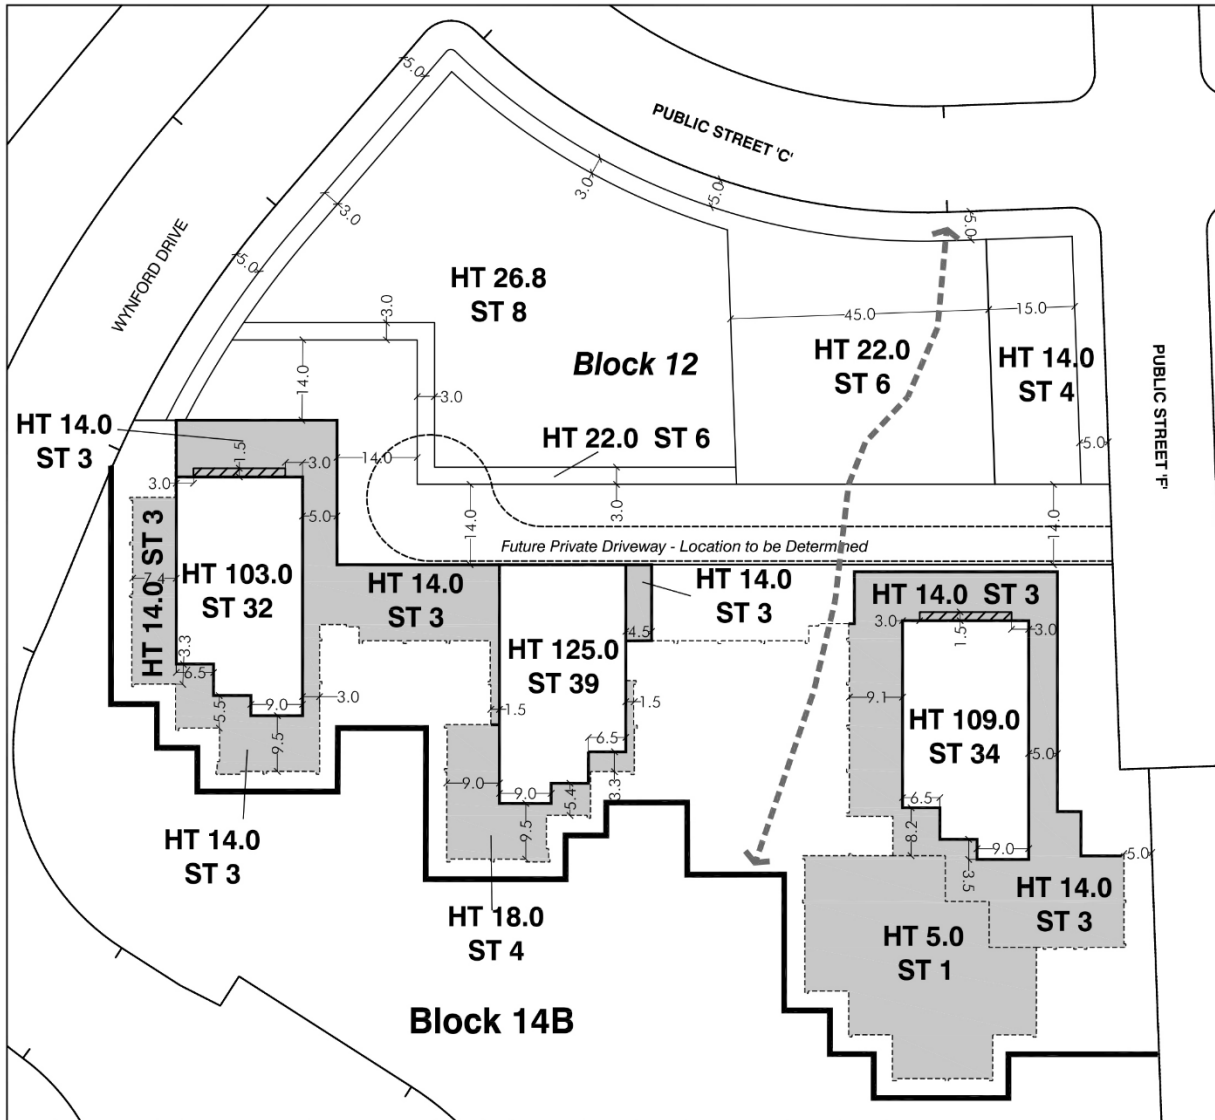 5.0
PUBLIC STREET 'C'
3.0
5.0
3.0
5.0
WYNFORD DRIVE
5.0
HT 26.8
ST 8
3.0
45.0
15.0
Block 12
HT 22.0
ST 6
HT 14.0
ST 4
PUBLIC STREET 'F'
14.0
3.0
HT 14.0
ST 3
1.5
3.0
14.0
HT 22.0 ST 6
5.0
3.0
5.0
14.0
3.0
14.0
Future Private Driveway - Location to be Determined
HT 14.0 ST 3
7.4
HT 103.0
ST 32
HT 14.0
ST 3
HT 14.0
ST 3
HT 14.0 ST 3
4.5
3.0
1.5
3.0
3.3
6.5
HT 125.0
ST 39
5.5
9.0
3.0
1.5
1.5
9.1
HT 109.0
ST 34
5.0
9.5
6.5
9.0
9.0
5.4
3.3
9.5
6.5
8.2
9.0
3.5
5.0
HT 14.0
ST 3
HT 14.0
ST 3
HT 18.0
ST 4
HT 5.0
ST 1
Block 14B